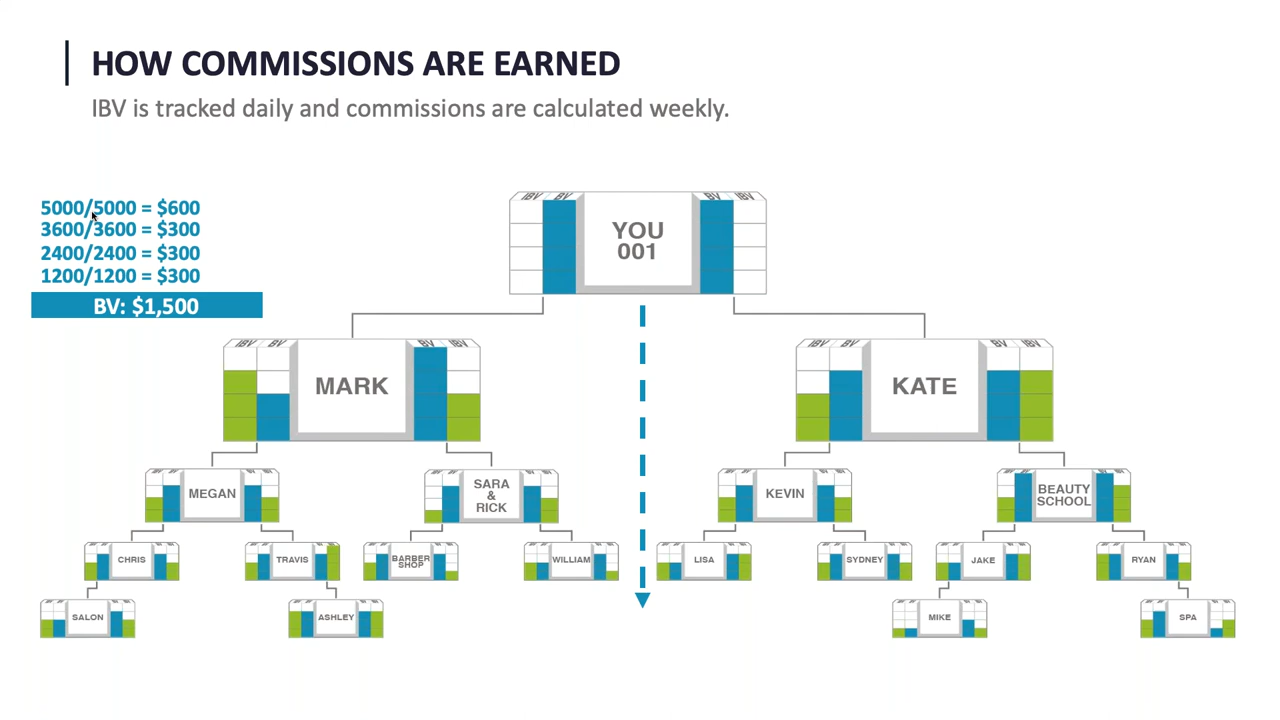 HOW COMMISSIONS ARE EARNED
IBV is tracked daily and commissions are calculated weekly.
5000/5000 = $600
3600/3600 = $300
2400/2400 = $300
1200/1200 = $300
BV: $1,500
IBV BV BV IBV
YOU
001
IBV BV BV IBV
MARK
IBV BV BV IBV
KATE
MEGAN
SARA
&
RICK
KEVIN
BEAUTY
SCHOOL
CHRIS
TRAVIS
BARBER
SHOP
WILLIAM
LISA
SYDNEY
JAKE
RYAN
SALON
ASHLEY
MIKE
SPA